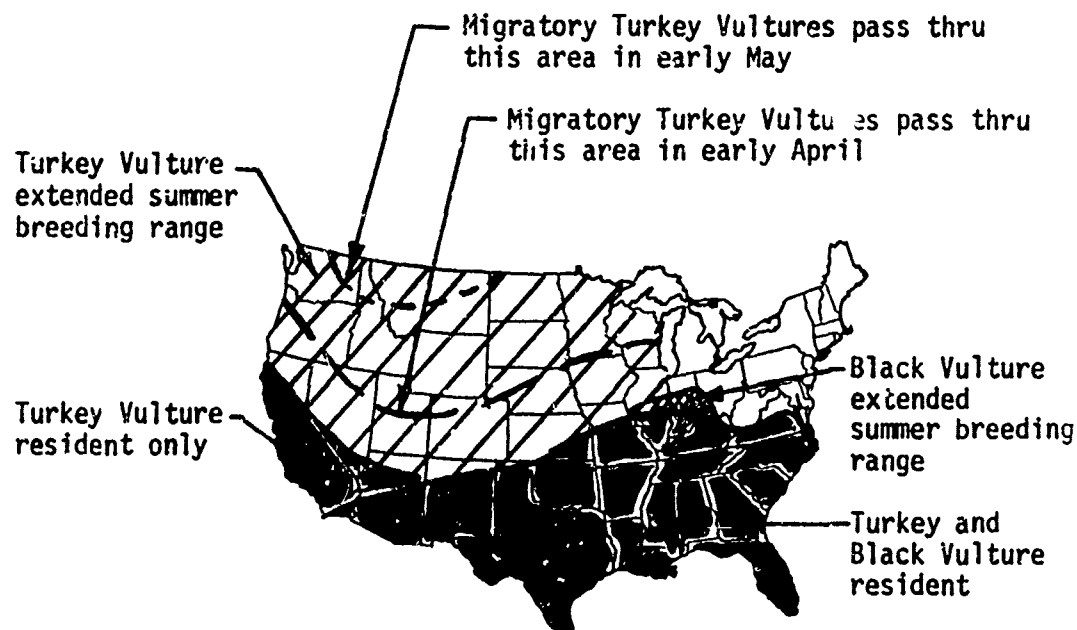 Migratory Turkey Vultures pass thru
this area in early May
Migratory Turkey Vultures pass thru
this area in early April
Turkey Vulture
extended summer
breeding range
Turkey Vulture
resident only
Black Vulture
extended
summer breeding
range
Turkey and
Black Vulture
resident